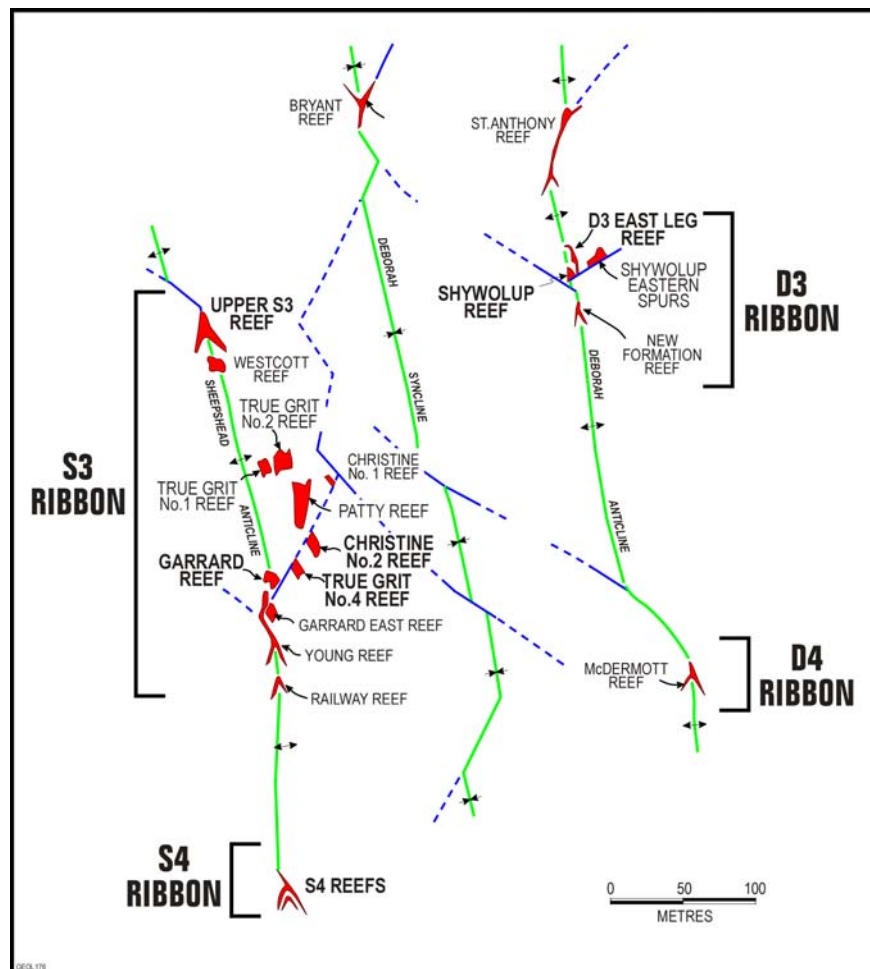 BRYANT
REEF
ST.ANTHONY
REEF
D3 EAST LEG
REEF
SHYWOLUP
EASTERN
SPURS
SHYWOLUP
REEF
D3
RIBBON
NEW
FORMATION
REEF
DEBORAH
SYNCLINE
DEBORAH
ANTICLINE
UPPER S3
REEF
WESTCOTT
REEF
SHEEPSHEAD
ANTICLINE
TRUE GRIT
No.2 REEF
S3
RIBBON
TRUE GRIT
No.1 REEF
CHRISTINE
No. 1 REEF
PATTY REEF
CHRISTINE
No.2 REEF
GARRARD
REEF
TRUE GRIT
No.4 REEF
GARRARD EAST REEF
YOUNG REEF
RAILWAY REEF
McDERMOTT
REEF
D4
RIBBON
S4
RIBBON
S4 REEFS
0 50 100
METRES
GEOL176